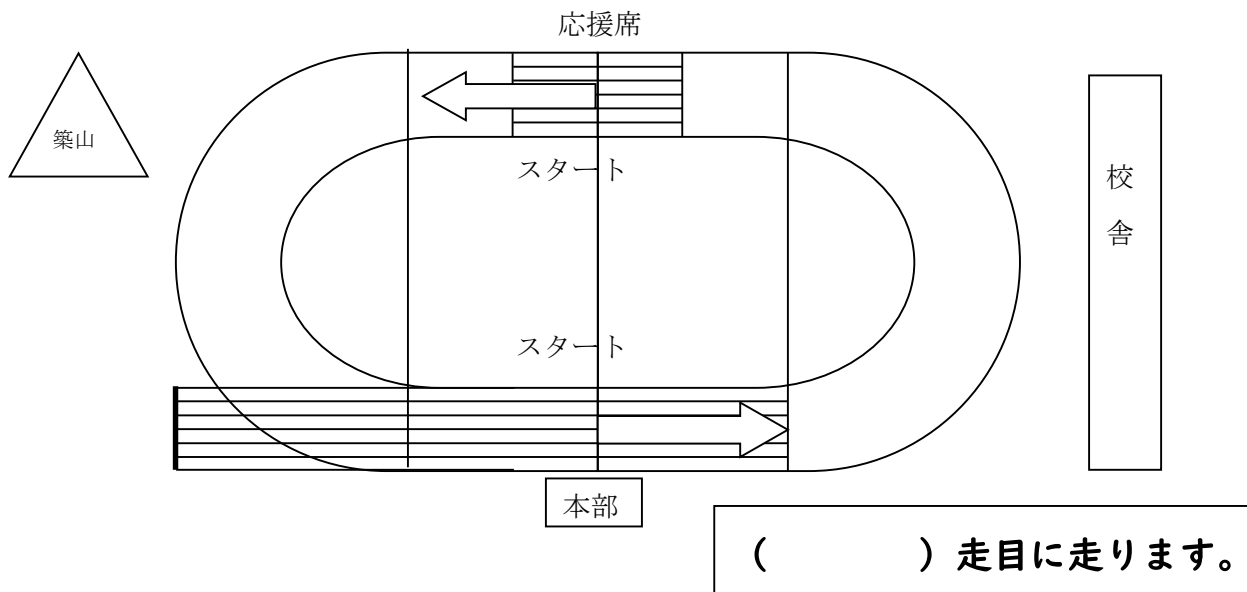 応援席
築山
スタート
校舎
スタート
本部
(　　　)走目に走ります。